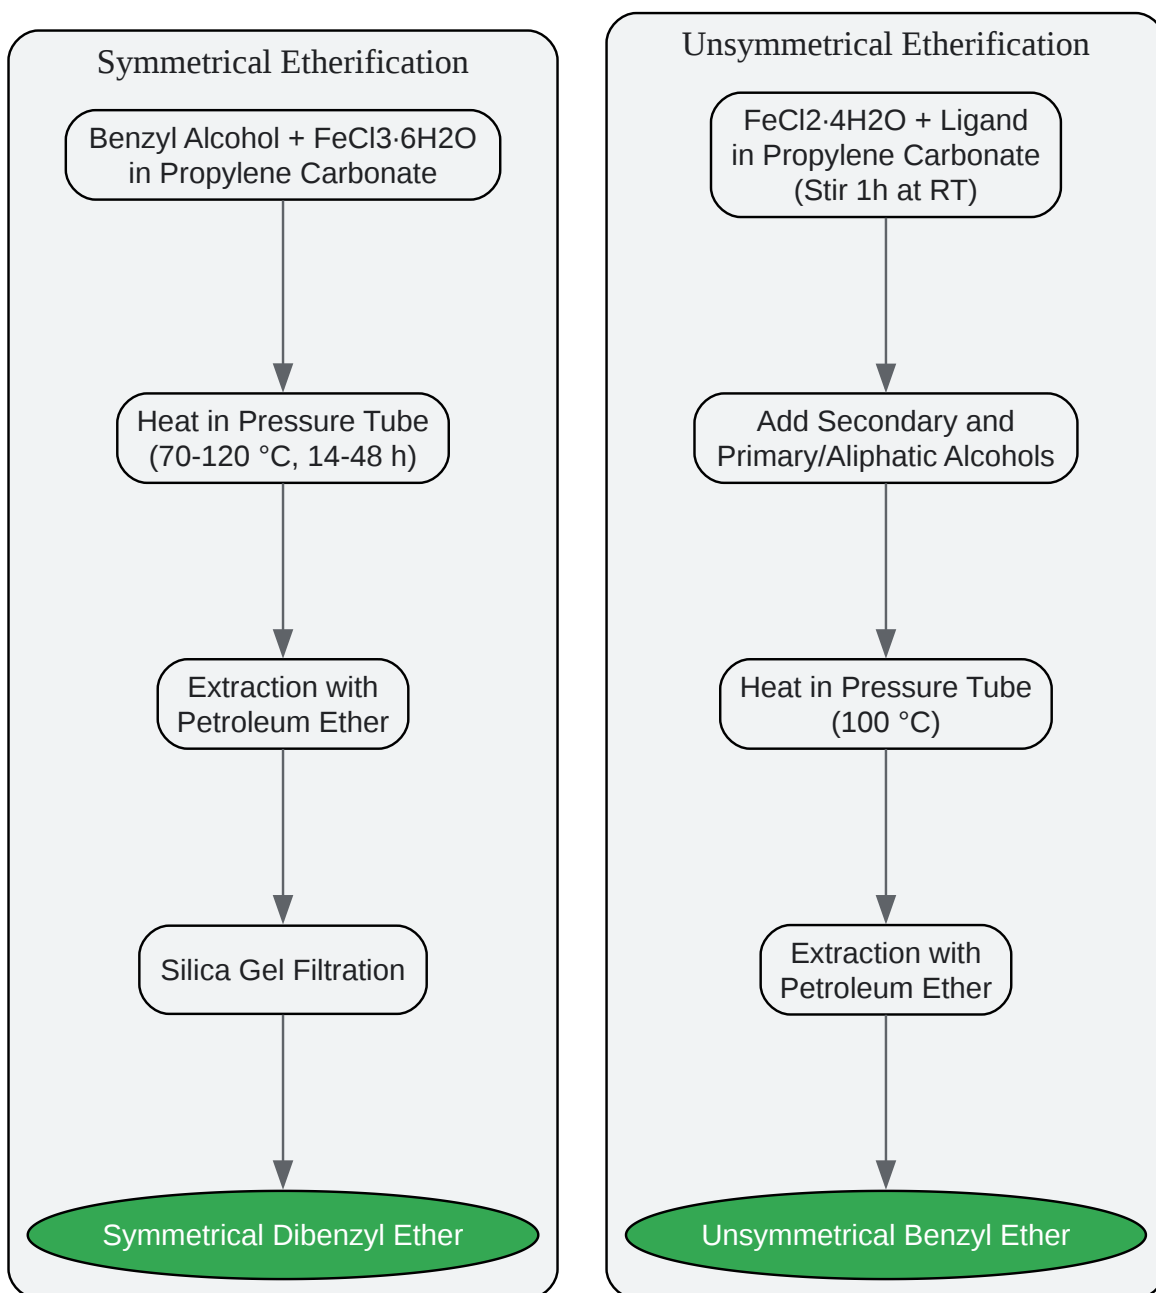 Symmetrical Etherification
Benzyl Alcohol + FeCl3·6H2O
in Propylene Carbonate
Heat in Pressure Tube
(70-120 °C, 14-48 h)
Extraction with
Petroleum Ether
Silica Gel Filtration
Symmetrical Dibenzyl Ether
Unsymmetrical Etherification
FeCl2·4H2O + Ligand
in Propylene Carbonate
(Stir 1h at RT)
Add Secondary and
Primary/Aliphatic Alcohols
Heat in Pressure Tube
(100 °C)
Extraction with
Petroleum Ether
Unsymmetrical Benzyl Ether